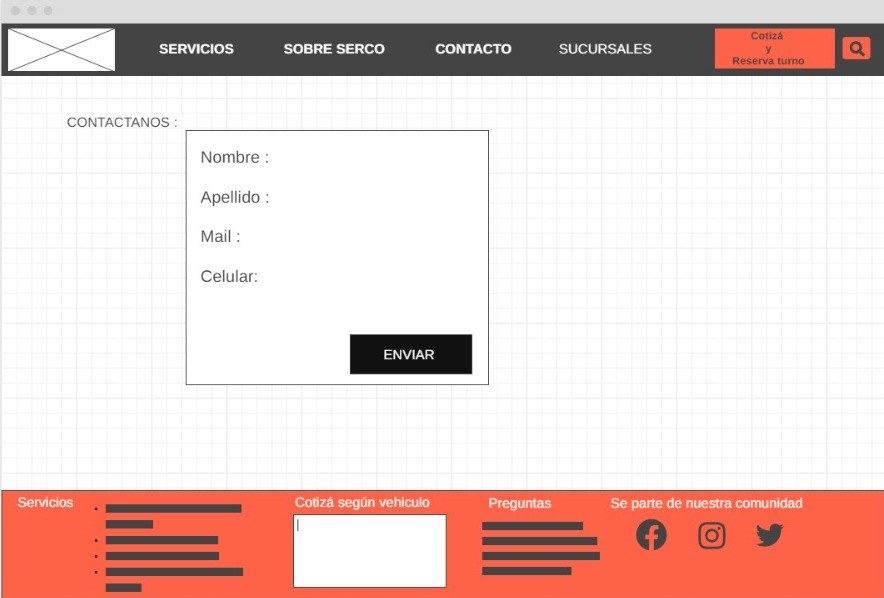 SERVICIOS
SOBRE SERCO
CONTACTO
SUCURSALES
Cotizá
y
Reserva turno
CONTACTANOS :
Nombre :
Apellido :
Mail :
Celular:
ENVIAR
Servicios
Cotizá según vehiculo
Preguntas
Se parte de nuestra comunidad